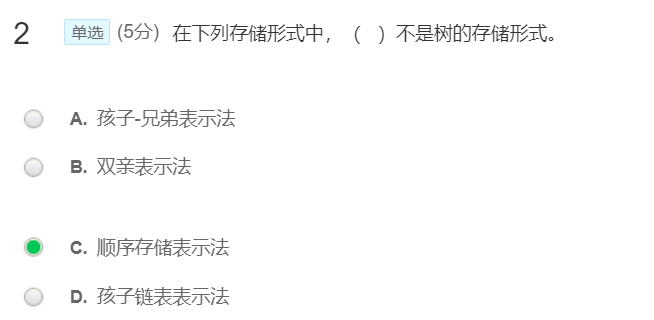 2 单选 (5分) 在下列存储形式中，（ ）不是树的存储形式。
A. 孩子-兄弟表示法
B. 双亲表示法
C. 顺序存储表示法
D. 孩子链表表示法